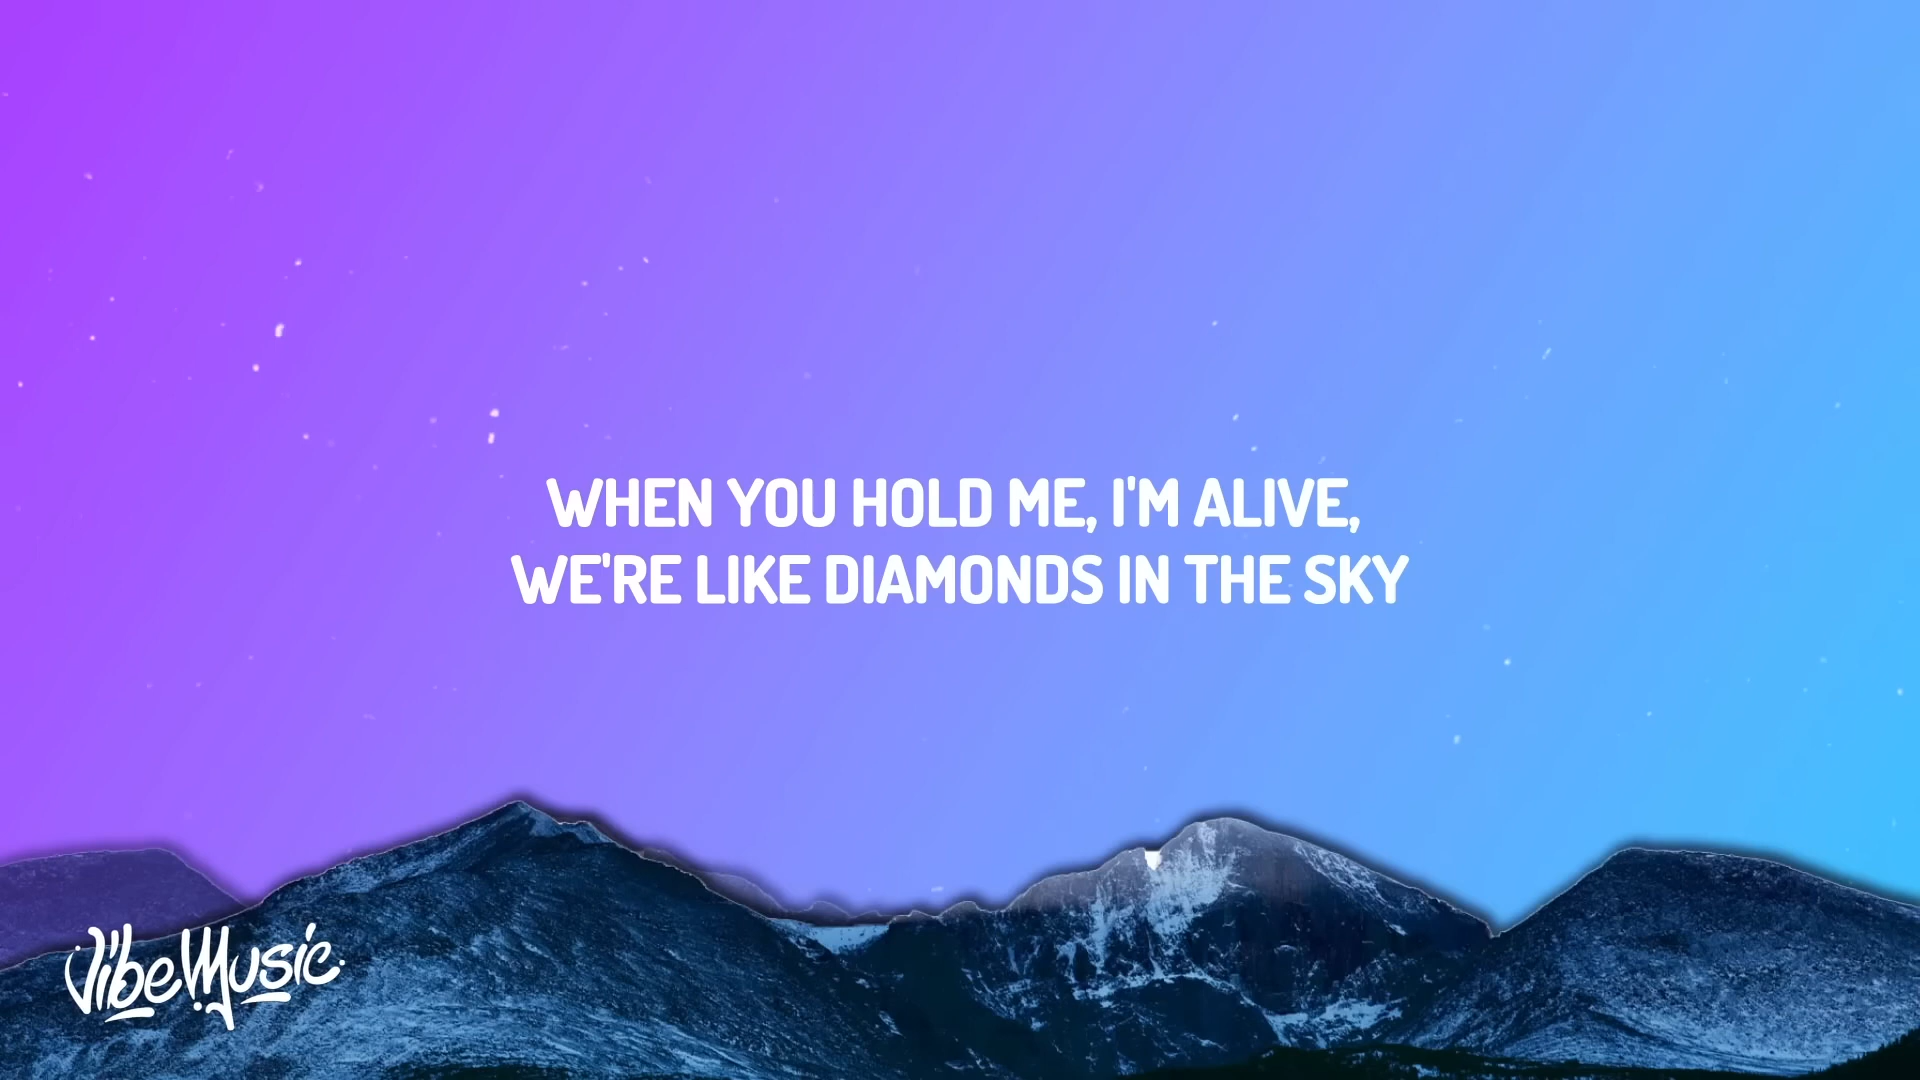 WHEN YOU HOLD ME, I'M ALIVE,
WE'RE LIKE DIAMONDS IN THE SKY
VibeMusic